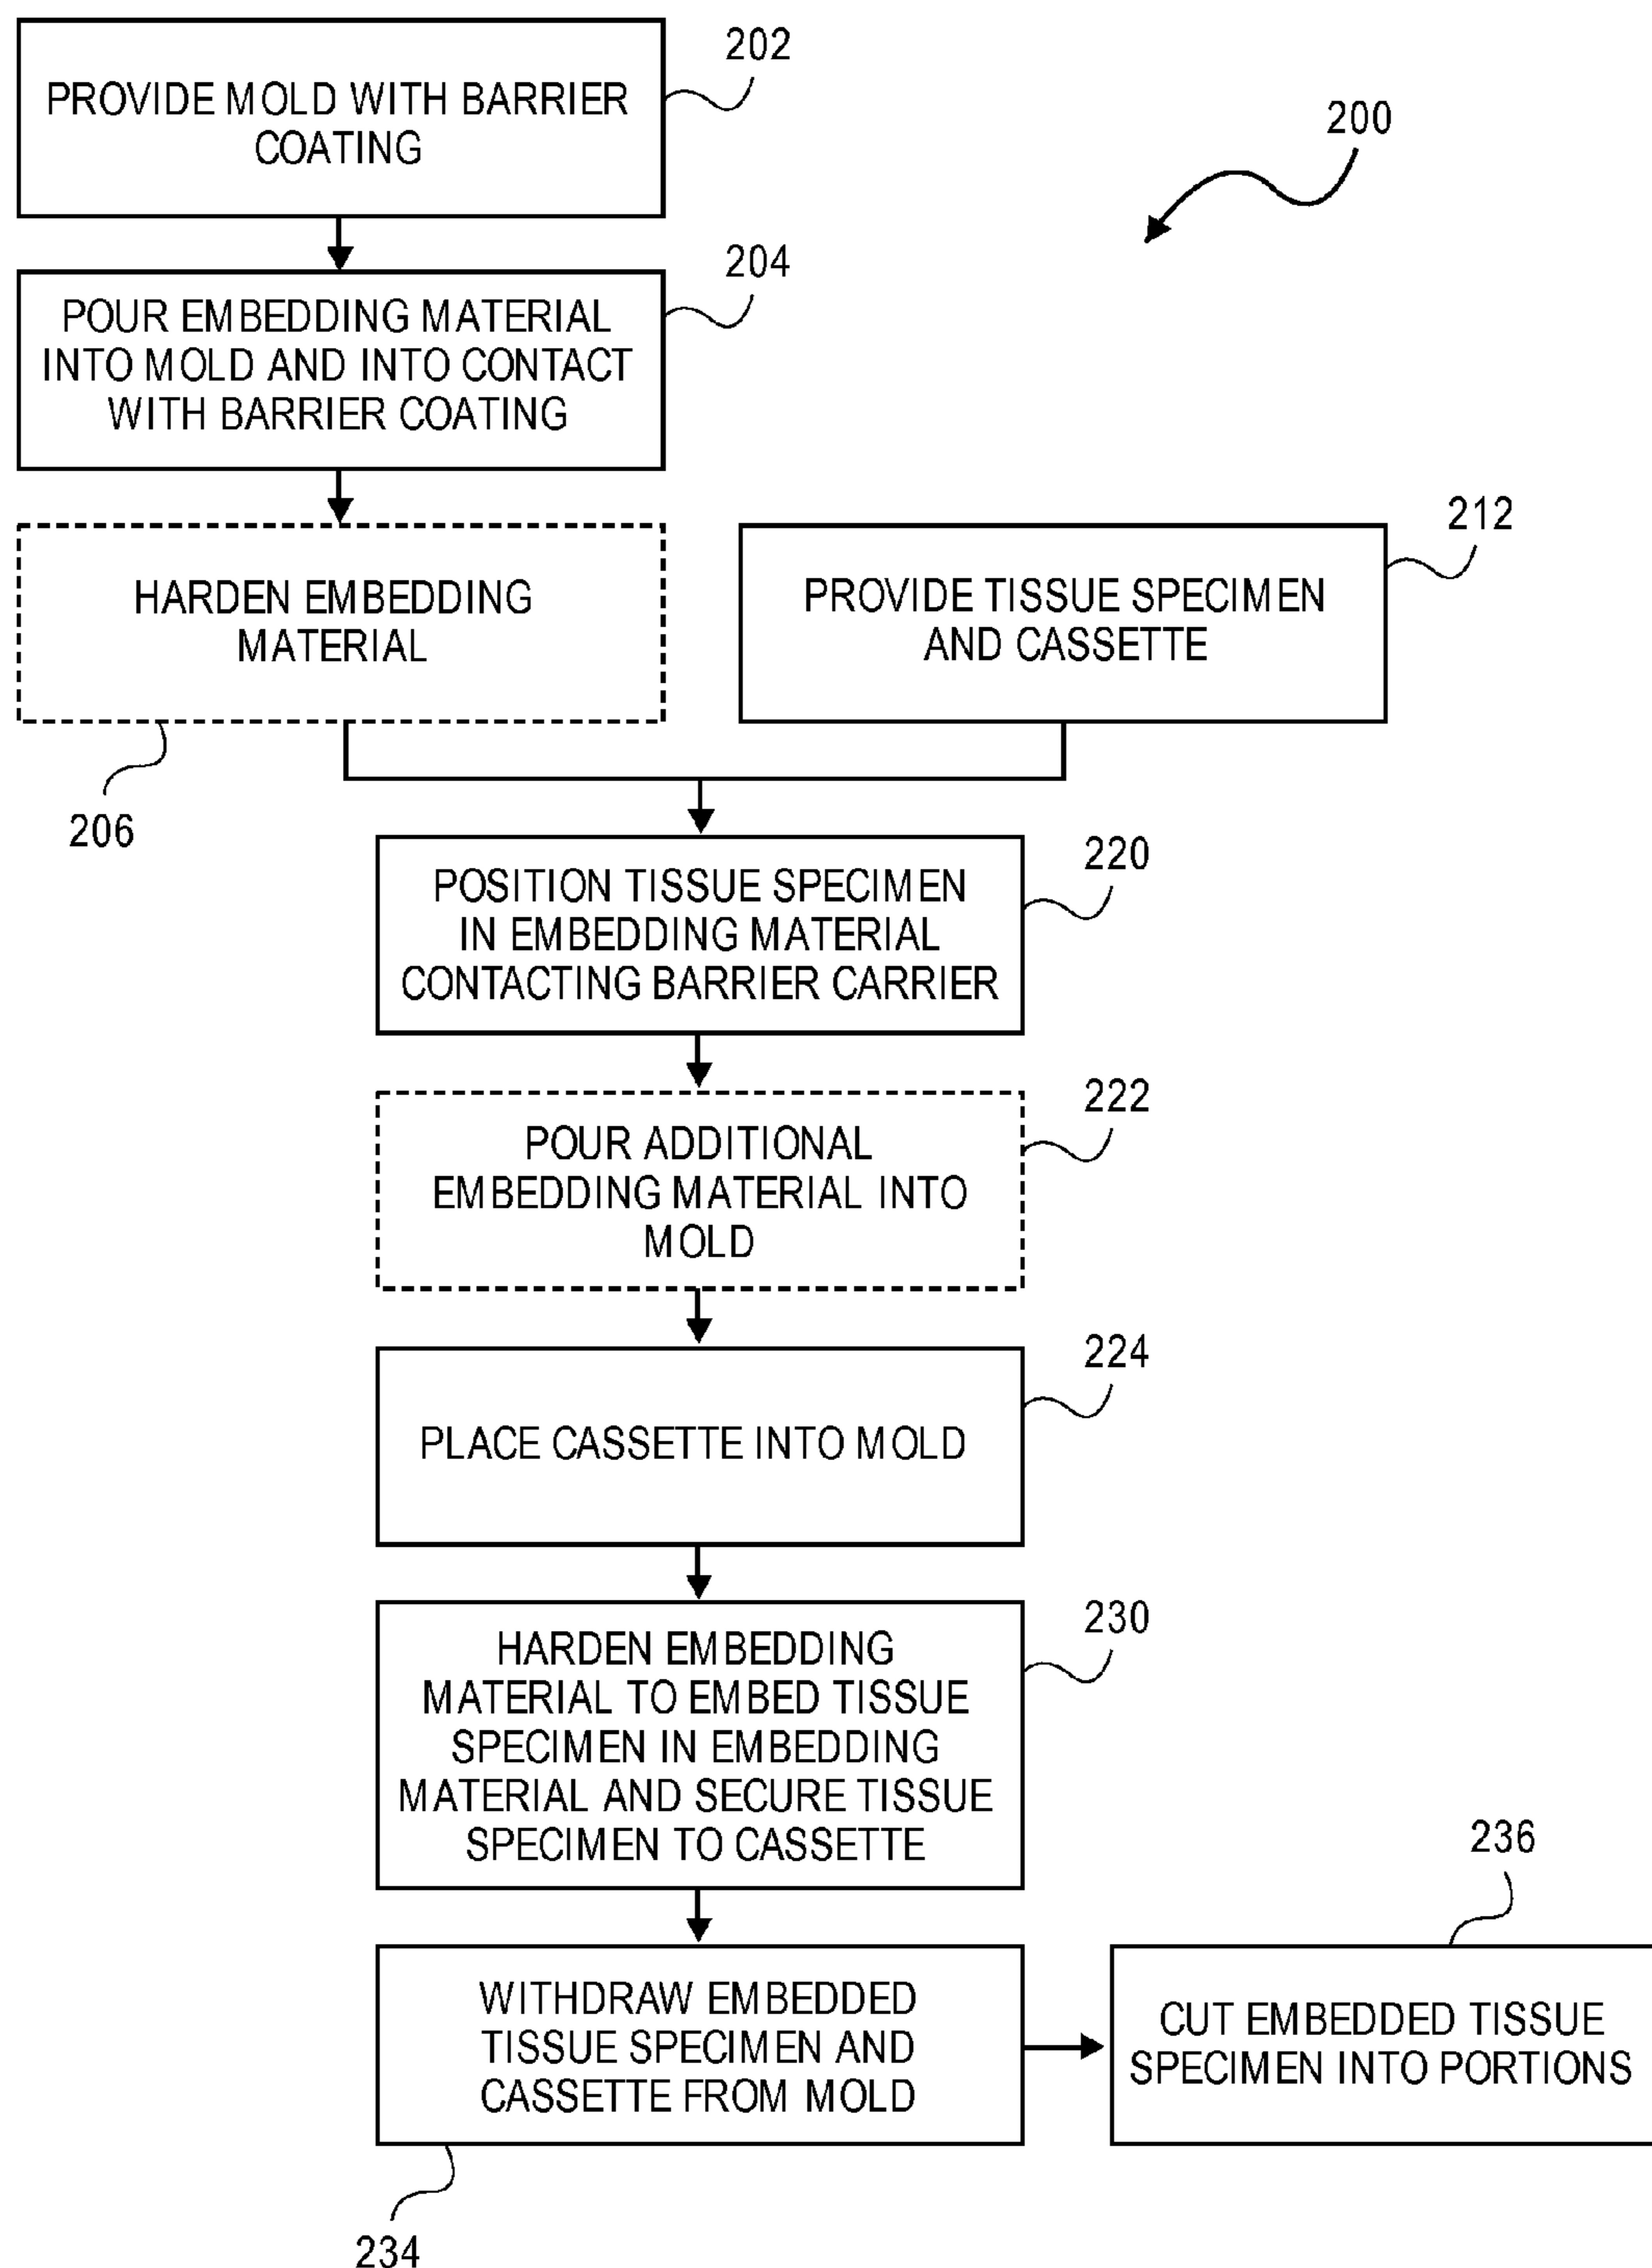 202
PROVIDE MOLD WITH BARRIER
COATING
200
204
POUR EMBEDDING MATERIAL
INTO MOLD AND INTO CONTACT
WITH BARRIER COATING
212
HARDEN EMBEDDING
MATERIAL
PROVIDE TISSUE SPECIMEN
AND CASSETTE
206
220
POSITION TISSUE SPECIMEN
IN EMBEDDING MATERIAL
CONTACTING BARRIER CARRIER
222
POUR ADDITIONAL
EMBEDDING MATERIAL INTO
MOLD
224
PLACE CASSETTE INTO MOLD
230
HARDEN EMBEDDING
MATERIAL TO EMBED TISSUE
SPECIMEN IN EMBEDDING
MATERIAL AND SECURE TISSUE
SPECIMEN TO CASSETTE
236
WITHDRAW EMBEDDED
TISSUE SPECIMEN AND
CASSETTE FROM MOLD
CUT EMBEDDED TISSUE
SPECIMEN INTO PORTIONS
234